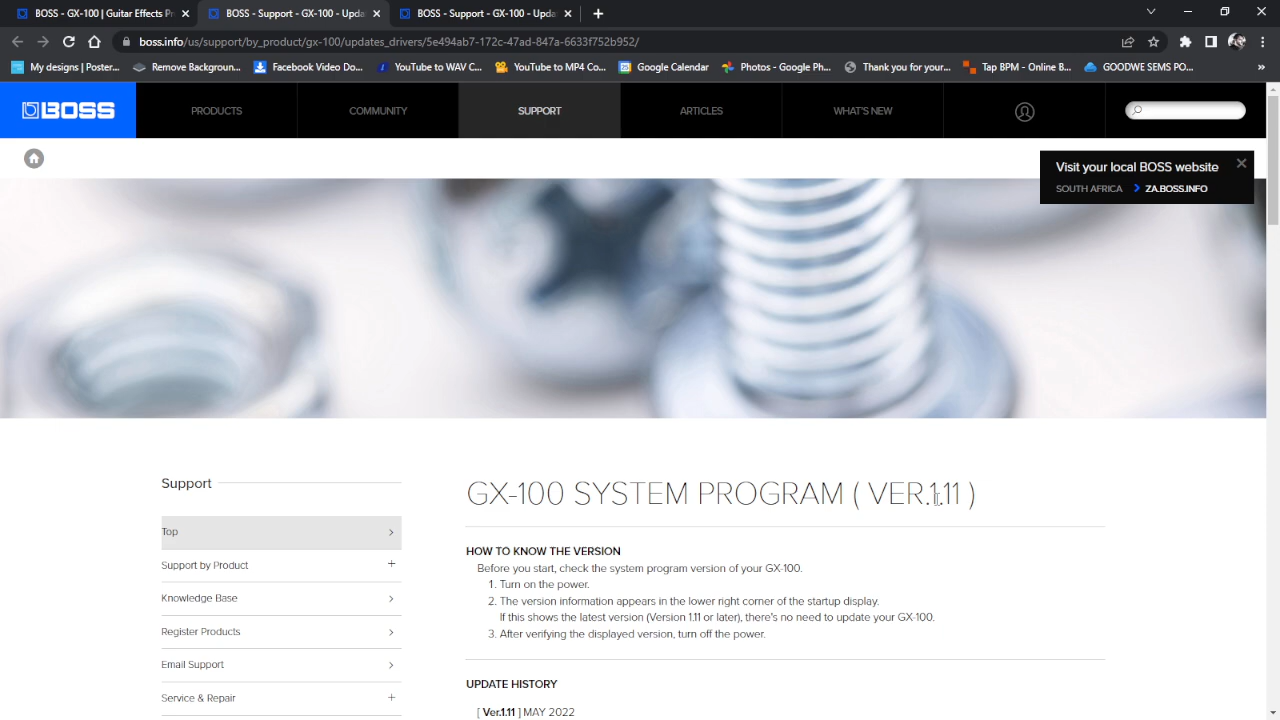 BOSS - GX-100 | Guitar Effects Pr
BOSS - Support - GX-100 - Upda
BOSS - Support - GX-100 - Upda
boss.info/us/support/by_product/gx-100/updates_drivers/5e494ab7-172c-47ad-847a-6633f752b952/
My designs | Poster...
Remove Backgroun...
Facebook Video Do...
YouTube to WAV C...
YouTube to MP4 Co...
Google Calendar
Photos - Google Ph...
Thank you for your...
Tap BPM - Online B...
GOODWE SEMS PO...
BOSS
PRODUCTS
COMMUNITY
SUPPORT
ARTICLES
WHAT'S NEW
Visit your local BOSS website
SOUTH AFRICA
ZA.BOSS.INFO
Support
Top
Support by Product
Knowledge Base
Register Products
Email Support
Service & Repair
GX-100 SYSTEM PROGRAM ( VER.1.11 )
HOW TO KNOW THE VERSION
Before you start, check the system program version of your GX-100.
1. Turn on the power.
2. The version information appears in the lower right corner of the startup display.
If this shows the latest version (Version 1.11 or later), there's no need to update your GX-100.
3. After verifying the displayed version, turn off the power.
UPDATE HISTORY
[ Ver.1.11 ] MAY 2022